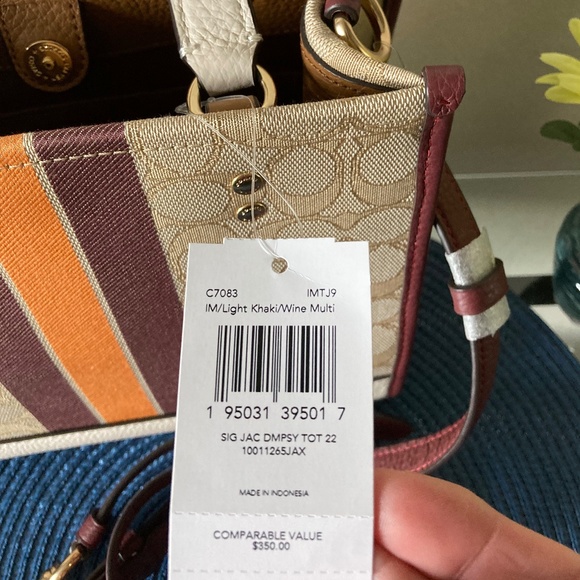 C7083 IMTJ9
IM/Light Khaki/Wine Multi
1 95031 39501 7
SIG JAC DMPSY TOT 22
10011265JAX
MADE IN INDONESIA
COMPARABLE VALUE
$350.00